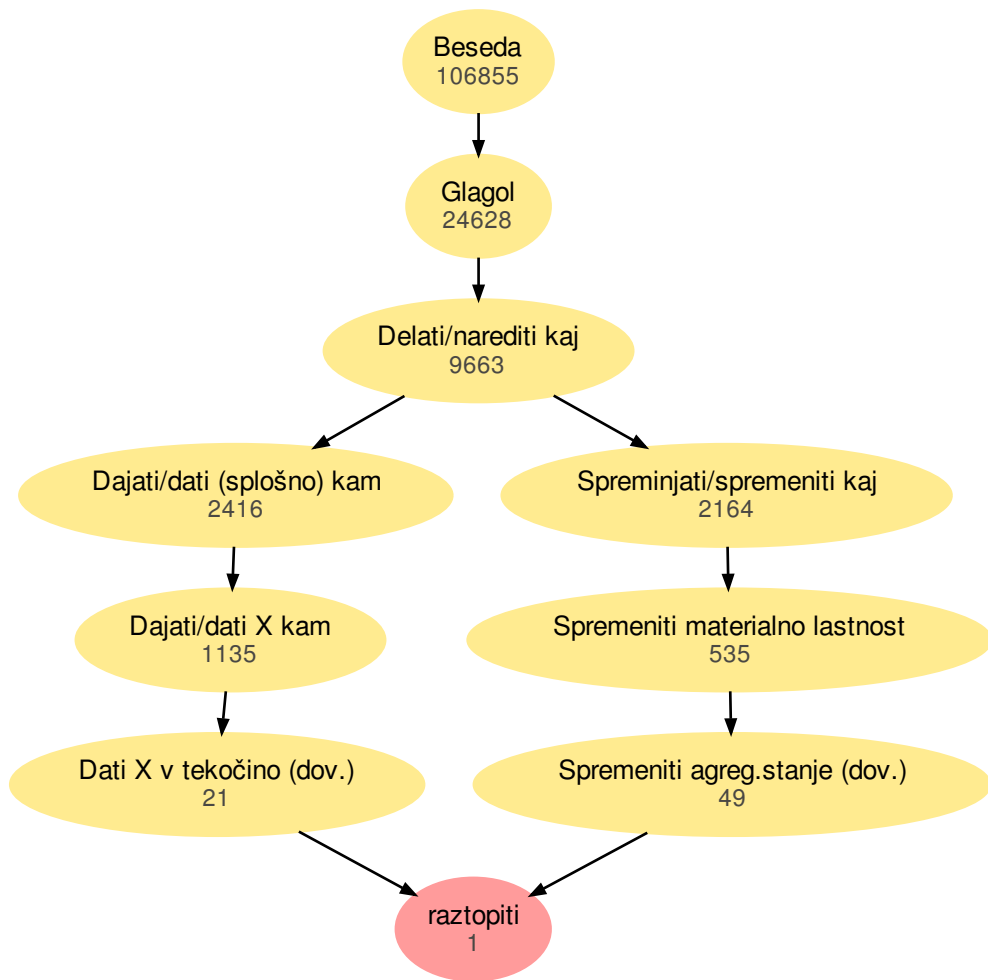 Beseda
106855
Glagol
24628
Delati/narediti kaj
9663
Dajati/dati (splošno) kam
2416
Spreminjati/spremeniti kaj
2164
Dajati/dati X kam
1135
Spremeniti materialno lastnost
535
Dati X v tekočino (dov.)
21
Spremeniti agreg.stanje (dov.)
49
raztopiti
1